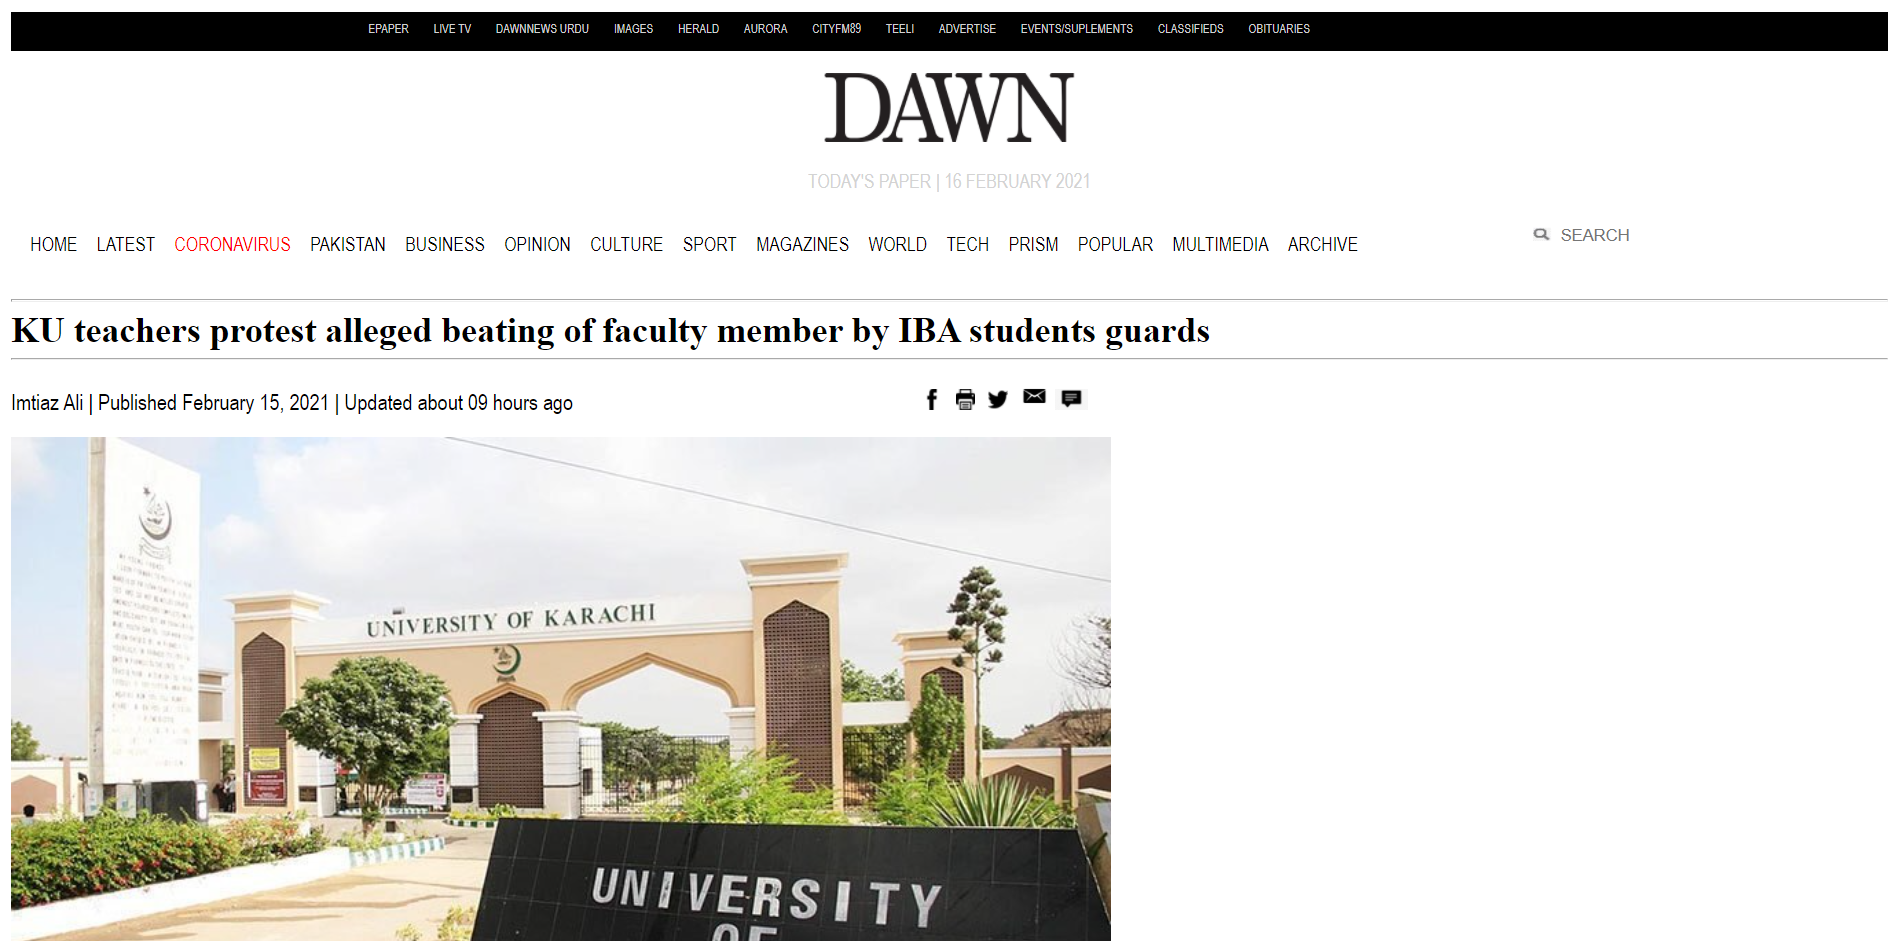 EPAPER LIVE TV DAWNNEWS URDU IMAGES HERALD AURORA CITYFM89 TEELI ADVERTISE EVENTS/SUPLEMENTS CLASSIFIEDS OBITUARIES
DAWN
TODAY'S PAPER | 16 FEBRUARY 2021
HOME LATEST CORONAVIRUS PAKISTAN BUSINESS OPINION CULTURE SPORT MAGAZINES WORLD TECH PRISM POPULAR MULTIMEDIA ARCHIVE
SEARCH
KU teachers protest alleged beating of faculty member by IBA students guards
Imtiaz Ali | Published February 15, 2021 | Updated about 09 hours ago
UNIVERSITY OF KARACHI
UNIVERSITY
OF